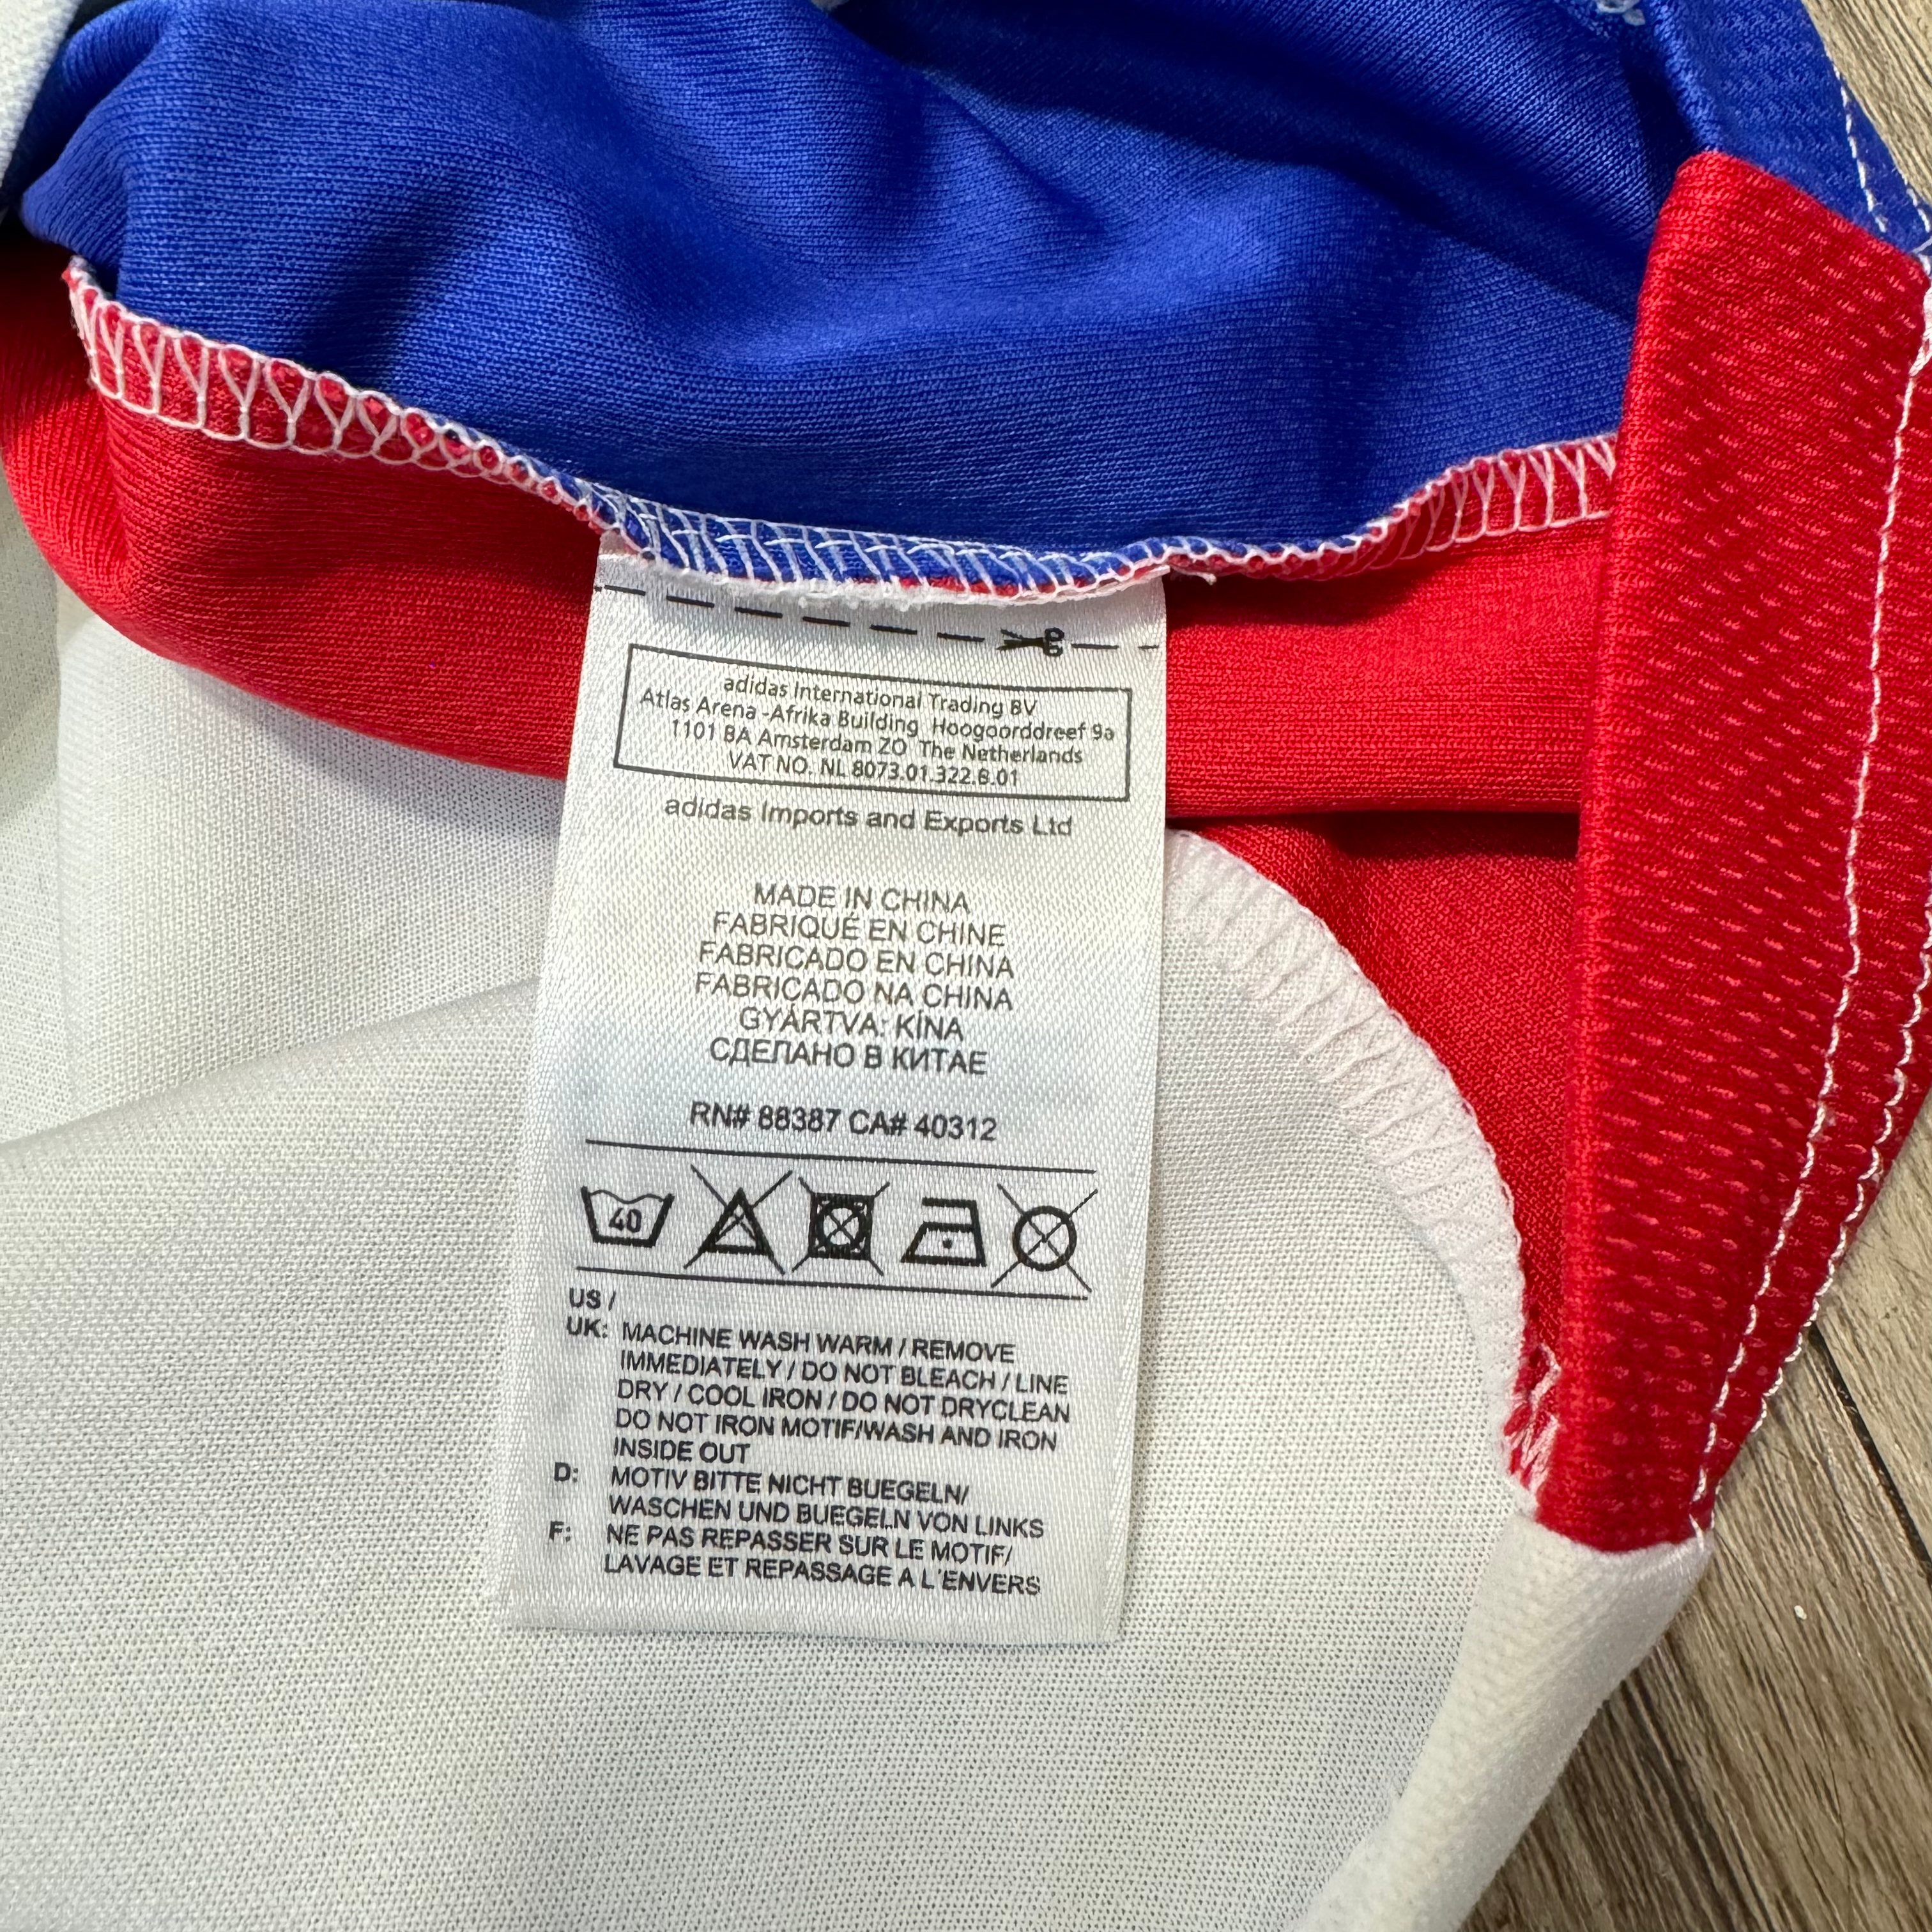 adidas International Trading BV
Atlas Arena -Afrika Building Hoogoorddreef 9a
1101 BA Amsterdam ZO The Netherlands
VAT NO. NL 8073.01.322.B.01
adidas Imports and Exports Ltd
MADE IN CHINA
FABRIQUÉ EN CHINE
FABRICADO EN CHINA
FABRICADO NA CHINA
GYÁRTVA: KÍNA
СДЕЛАНО В КИТАЕ
RN# 88387 CA# 40312
40
US /
UK: MACHINE WASH WARM / REMOVE
IMMEDIATELY / DO NOT BLEACH / LINE
DRY / COOL IRON / DO NOT DRYCLEAN
DO NOT IRON MOTIF/WASH AND IRON
INSIDE OUT
D: MOTIV BITTE NICHT BUEGELN/
WASCHEN UND BUEGELN VON LINKS
F: NE PAS REPASSER SUR LE MOTIF/
LAVAGE ET REPASSAGE A L'ENVERS